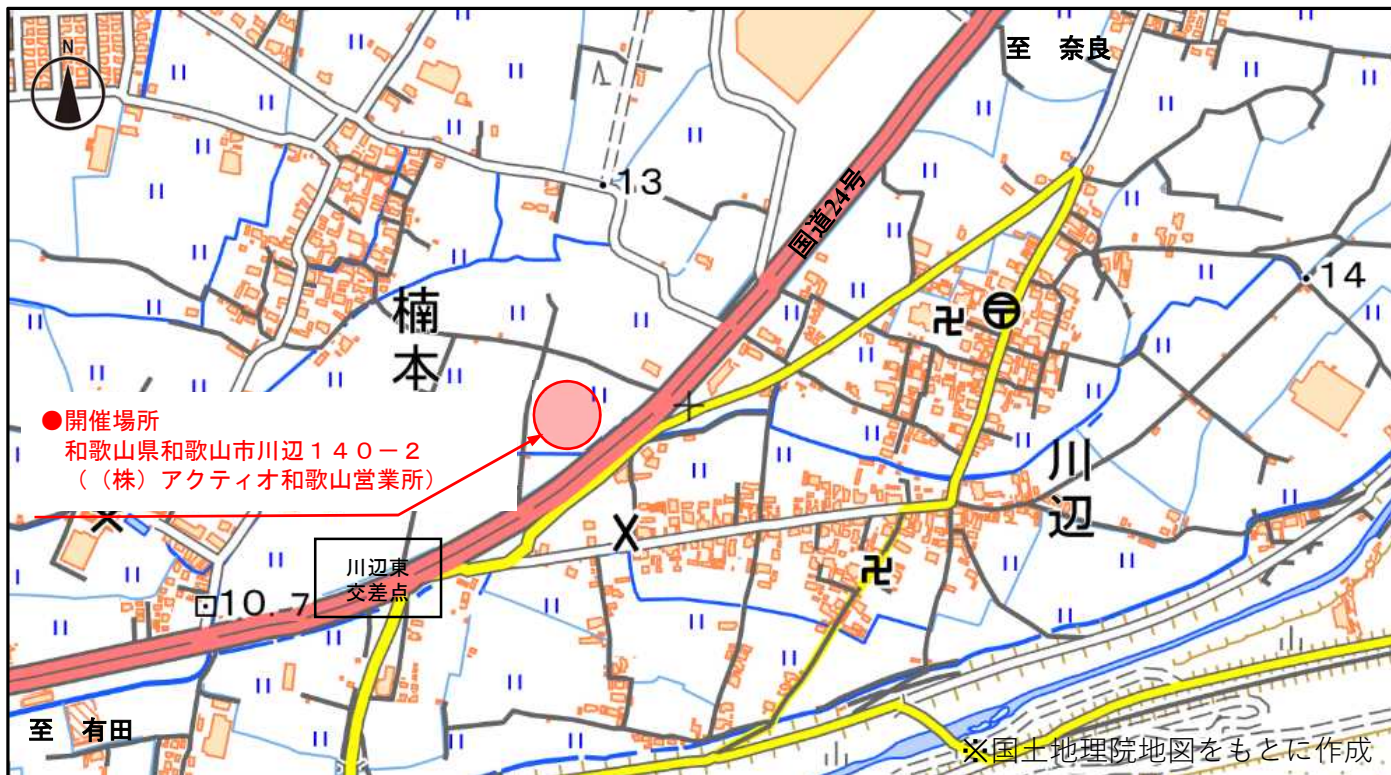 N
至　奈良
国道24号
13
14
楠本
●開催場所
和歌山県和歌山市川辺１４０－２
（（株）アクティオ和歌山営業所）
川辺
川辺東
交差点
10.7
至　有田
※国土地理院地図をもとに作成